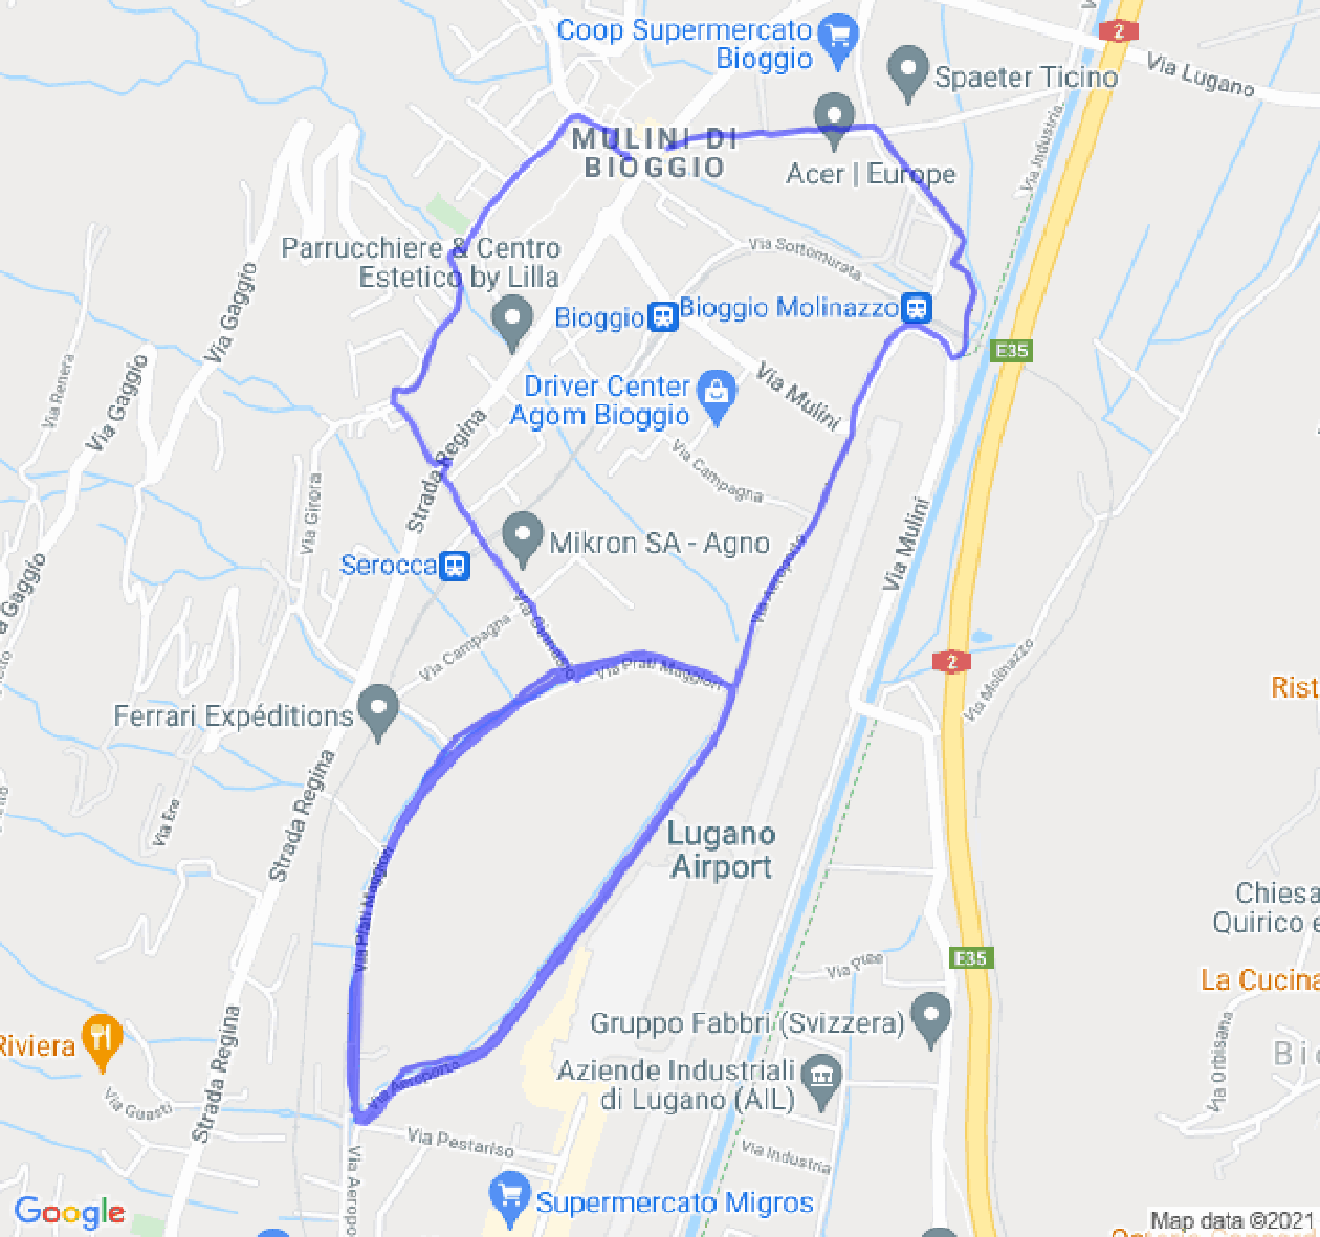 Coop Supermercato
Bioggio
2
Via Lugano
Spaeter Ticino
MULINI DI
BIOGGIO
Acer | Europe
Via Industria
Parrucchiere & Centro
Estetico by Lilla
Via Gaggio
Via Sottomurata
Bioggio
Bioggio Molinazzo
E35
Via Renera
Via Gaggio
Driver Center
Agom Bioggio
Via Mulini
Strada Regina
Via Campagna
Via Girora
Mikron SA - Agno
Via Mulini
Serocca
a Gaggio
Via Aeroporto
Via Campagna
Via Prati Maggiori
2
Via Molinazzo
Rist
Ferrari Expéditions
Strada Regina
Via Ero
Lugano
Airport
Via Prati Maggiori
Chiesa
Quirico e
E35
La Cucina
Strada Regina
Gruppo Fabbri (Svizzera)
Riviera
Via Aeroporto
Aziende Industriali
di Lugano (AIL)
Via Orbisana
Via Guasti
Via Pestariso
Via Industria
Via Aeropo
Supermercato Migros
Google
Map data ©2021